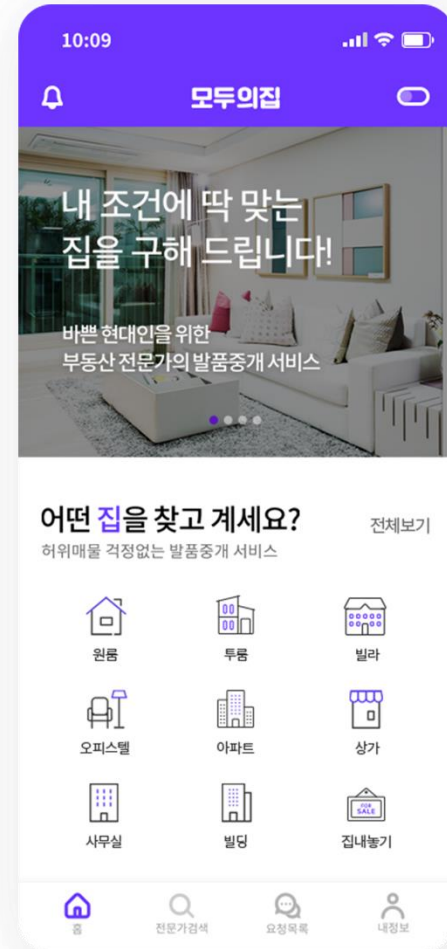 10:09
모두의집
내 조건에 딱 맞는
집을 구해 드립니다!
바쁜 현대인을 위한
부동산 전문가의 발품중개 서비스
어떤 집을 찾고 계세요?
전체보기
허위매물 걱정없는 발품중개 서비스
원룸 투룸 빌라
오피스텔 아파트 상가
FOR
SALE
사무실 빌딩 집내놓기
홈 전문가검색 요청목록 내정보